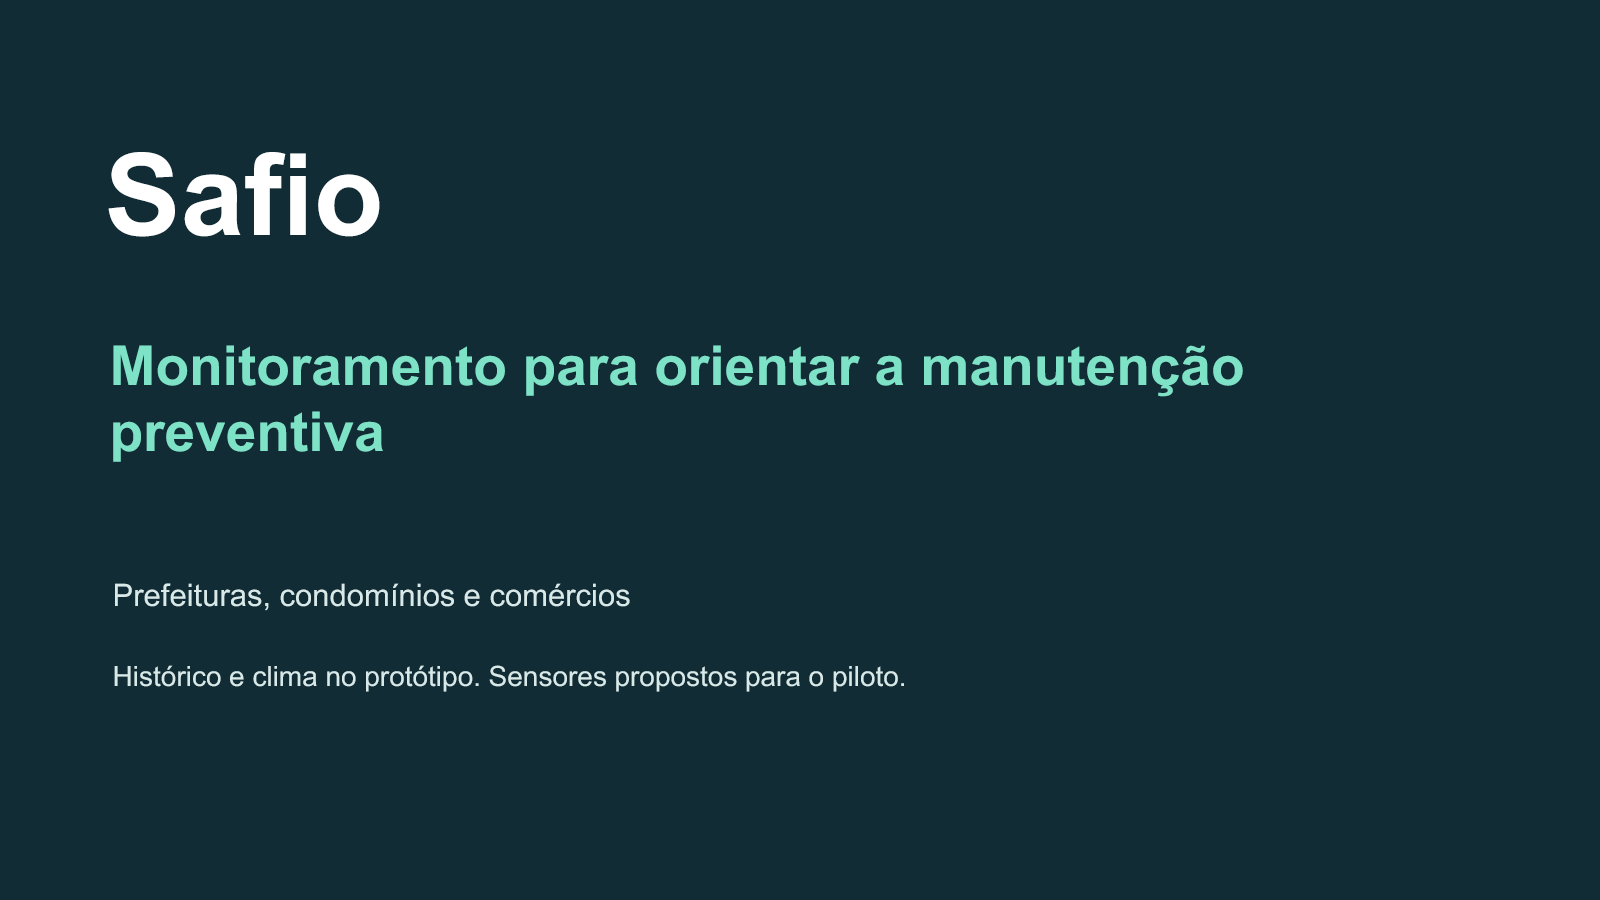 Safio
Monitoramento para orientar a manutenção
preventiva
Prefeituras, condomínios e comércios
Histórico e clima no protótipo. Sensores propostos para o piloto.